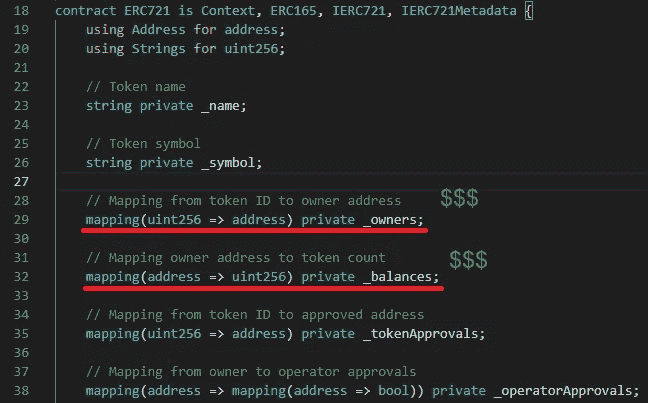 18 contract ERC721 is Context, ERC165, IERC721, IERC721Metadata {
19 using Address for address;
20 using Strings for uint256;
21
22 // Token name
23 string private _name;
24
25 // Token symbol
26 string private _symbol;
27
28 // Mapping from token ID to owner address $$$
29 mapping(uint256 => address) private _owners;
30
31 // Mapping owner address to token count $$$
32 mapping(address => uint256) private _balances;
33
34 // Mapping from token ID to approved address
35 mapping(uint256 => address) private _tokenApprovals;
36
37 // Mapping from owner to operator approvals
38 mapping(address => mapping(address => bool)) private _operatorApprovals;